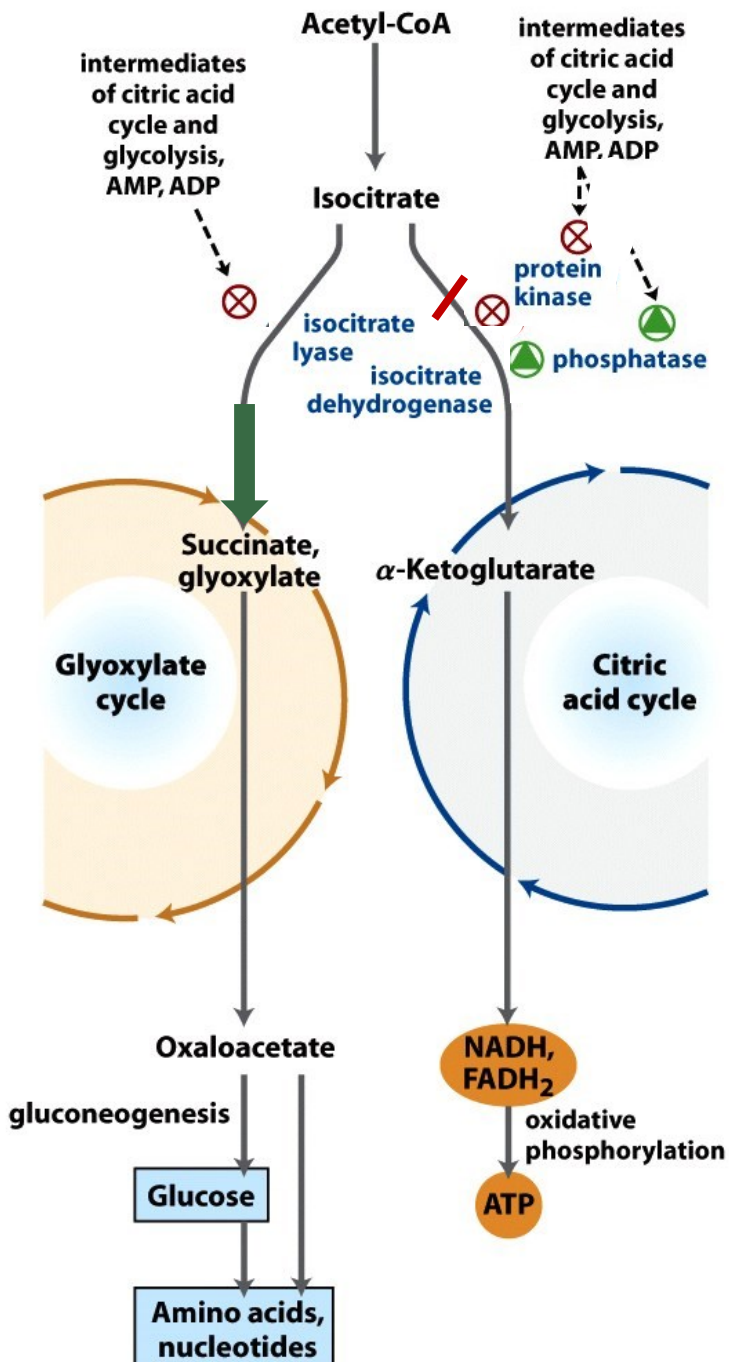 Acetyl-CoA
intermediates
of citric acid
cycle and
glycolysis,
AMP, ADP
intermediates
of citric acid
cycle and
glycolysis,
AMP, ADP
Isocitrate
protein
kinase
isocitrate
lyase
phosphatase
isocitrate
dehydrogenase
Succinate,
glyoxylate
α-Ketoglutarate
Glyoxylate
cycle
Citric
acid cycle
Oxaloacetate
NADH,
FADH2
gluconeogenesis
oxidative
phosphorylation
Glucose
ATP
Amino acids,
nucleotides